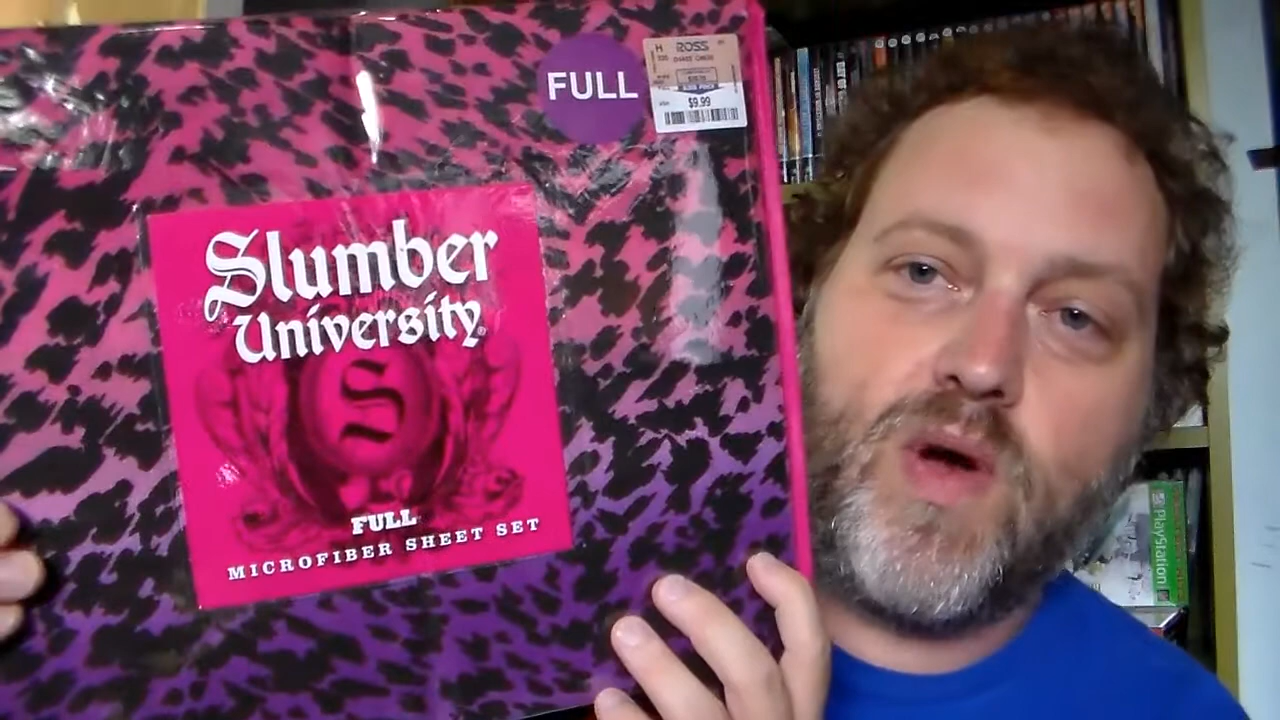 FULL
ROSS
$9.99
Slumber
University®
S
FULL
MICROFIBER SHEET SET
PlayStation